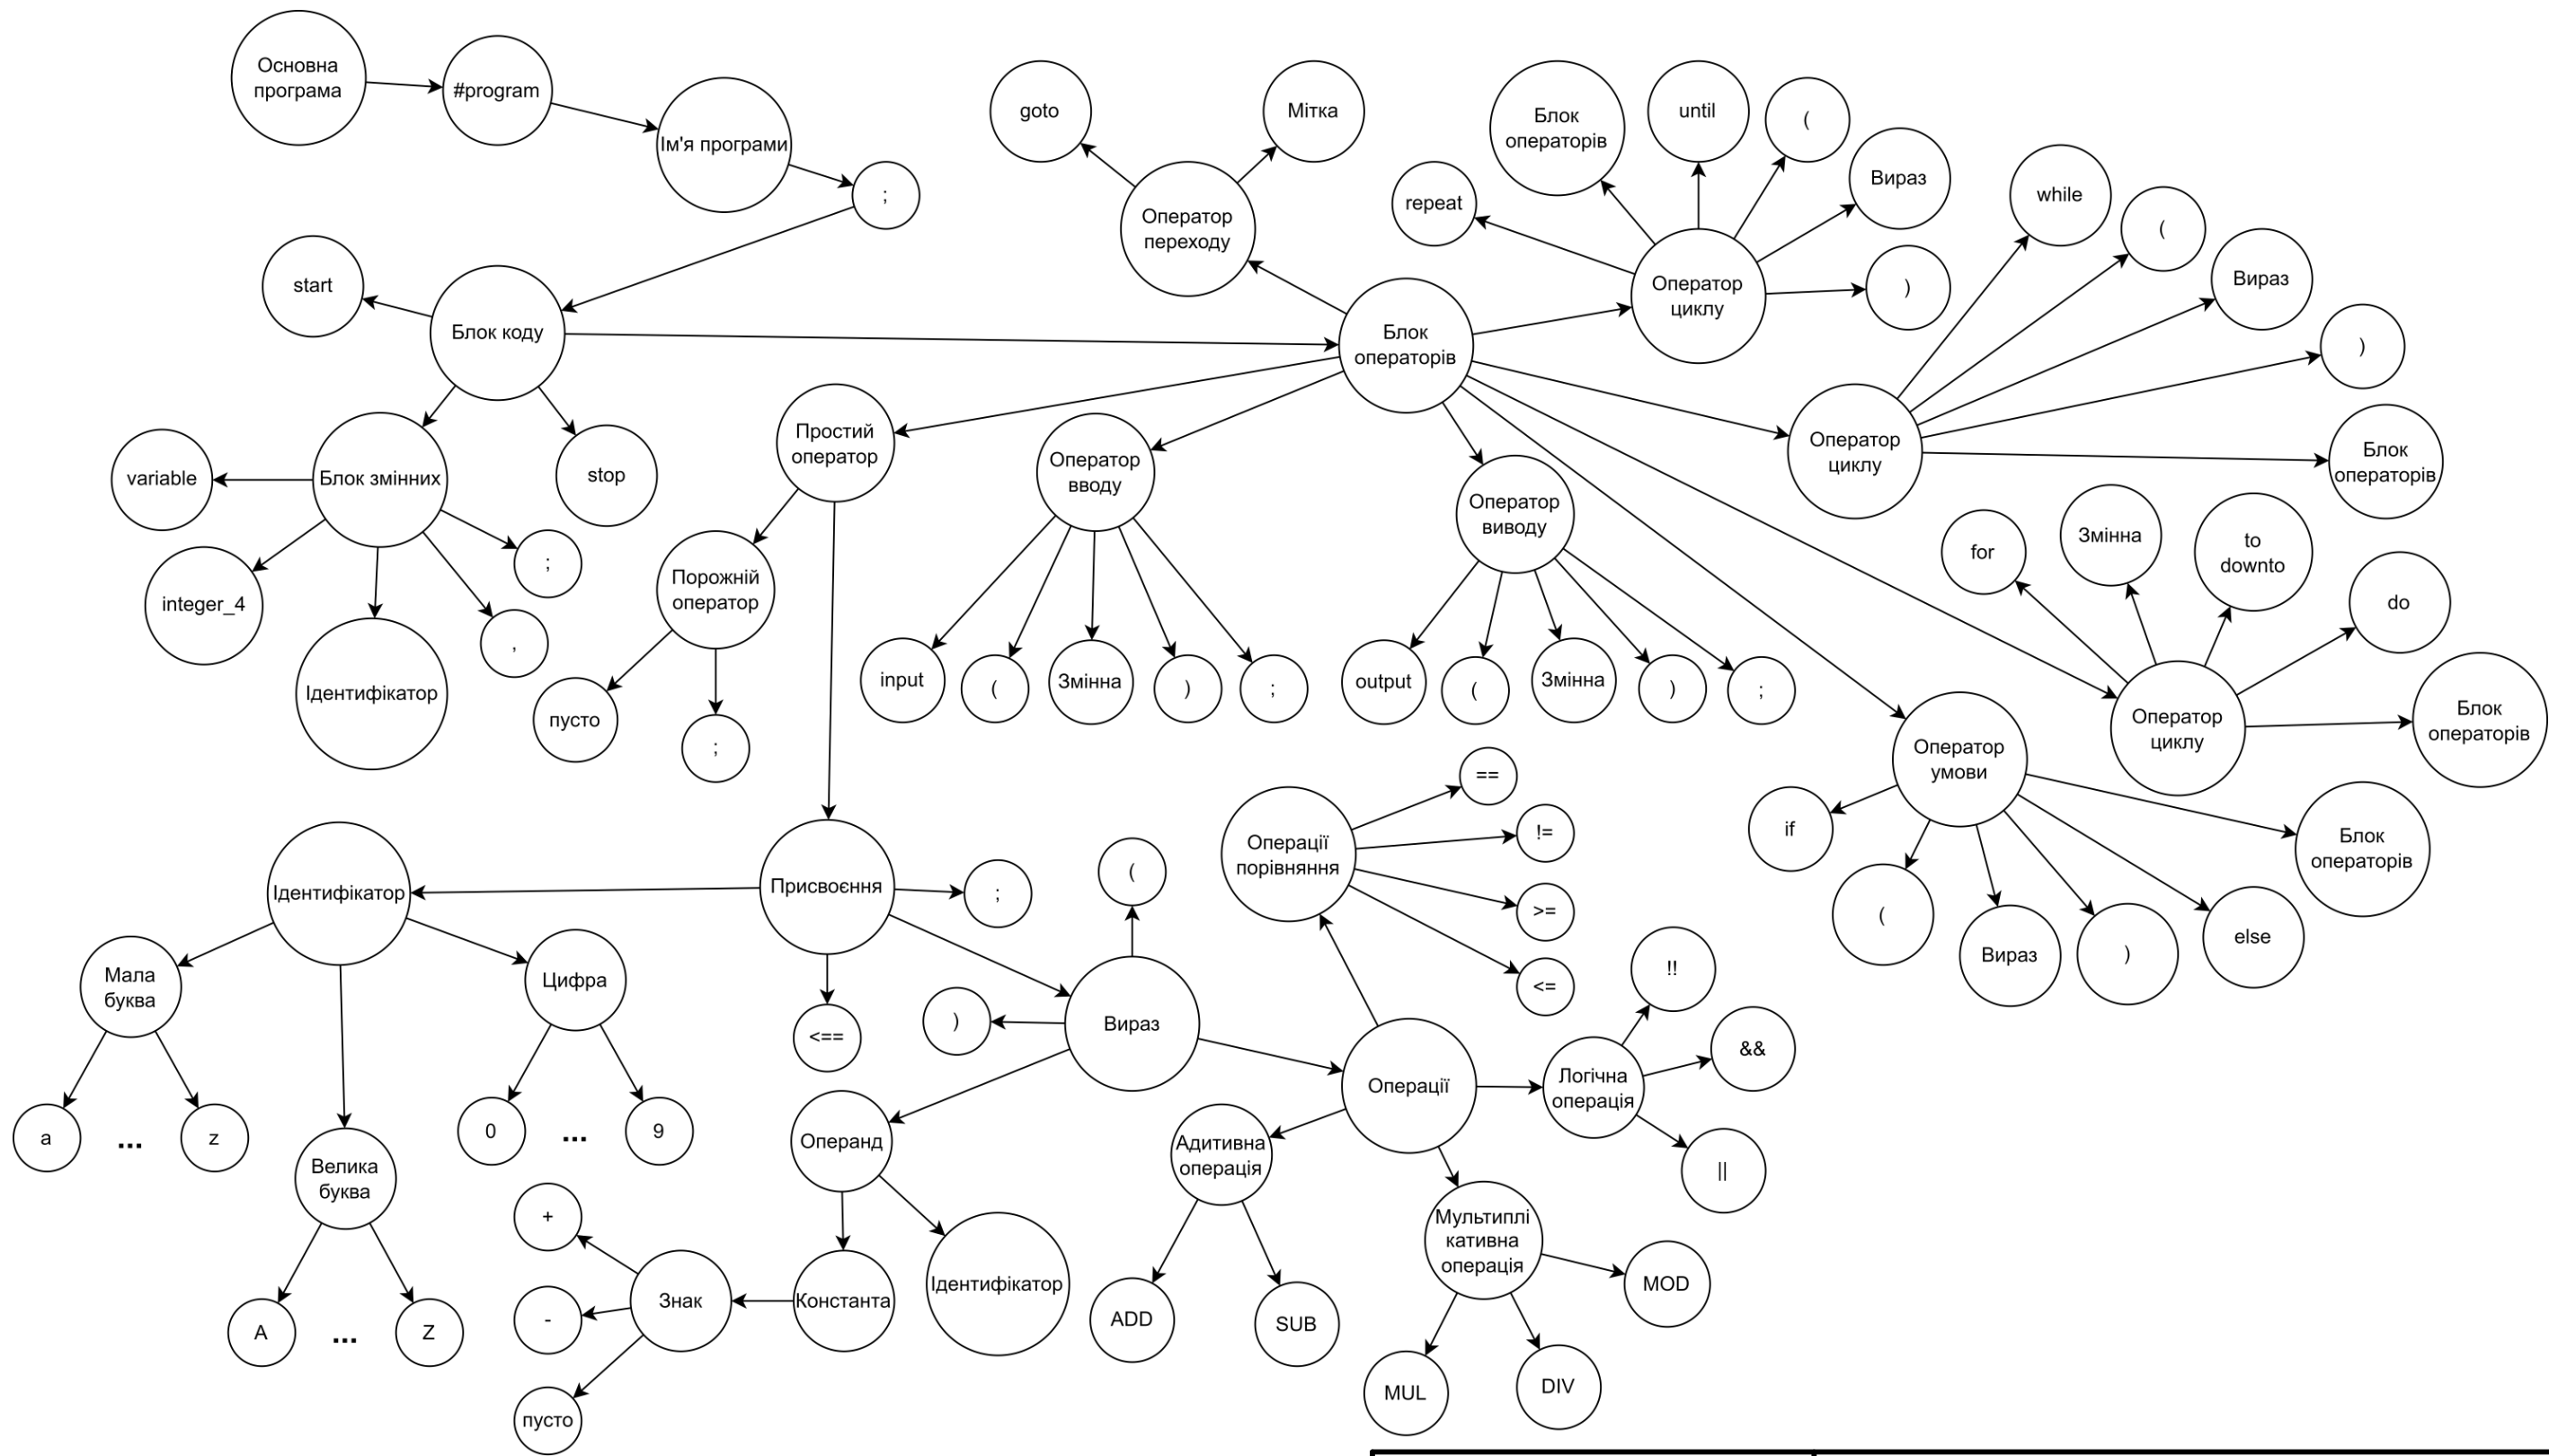 Основна
програма
#program
Ім'я програми
;
goto
Мітка
Оператор
переходу
repeat
Блок
операторів
until
(
Вираз
)
Оператор
циклу
while
(
Вираз
)
Блок
операторів
Оператор
циклу
start
Блок коду
Блок
операторів
stop
Блок змінних
variable
integer_4
Ідентифікатор
,
;
Простий
оператор
Порожній
оператор
пусто
;
Оператор
вводу
input
(
Змінна
)
;
Оператор
виводу
output
(
Змінна
)
;
for
Змінна
to
downto
do
Блок
операторів
Оператор
циклу
Оператор
умови
if
(
Вираз
)
else
Блок
операторів
Ідентифікатор
Присвоєння
;
<==
Мала
буква
a
...
z
Велика
буква
A
...
Z
Цифра
0
...
9
(
)
Вираз
Операції
порівняння
==
!=
>=
<=
Операції
Логічна
операція
!!
&&
||
Операнд
Константа
Ідентифікатор
Знак
+
-
пусто
Адитивна
операція
ADD
SUB
Мультиплі
кативна
операція
MUL
DIV
MOD